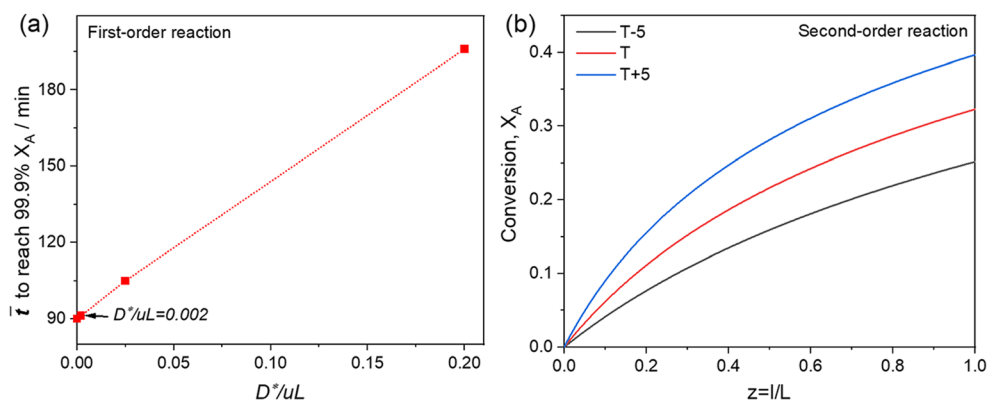 (a)
First-order reaction
t̄ to reach 99.9% X_A / min
180
150
120
90
D*/uL=0.002
0.00
0.05
0.10
0.15
0.20
D*/uL
(b)
Second-order reaction
T-5
T
T+5
Conversion, X_A
0.4
0.3
0.2
0.1
0.0
0.0
0.2
0.4
0.6
0.8
1.0
z=l/L